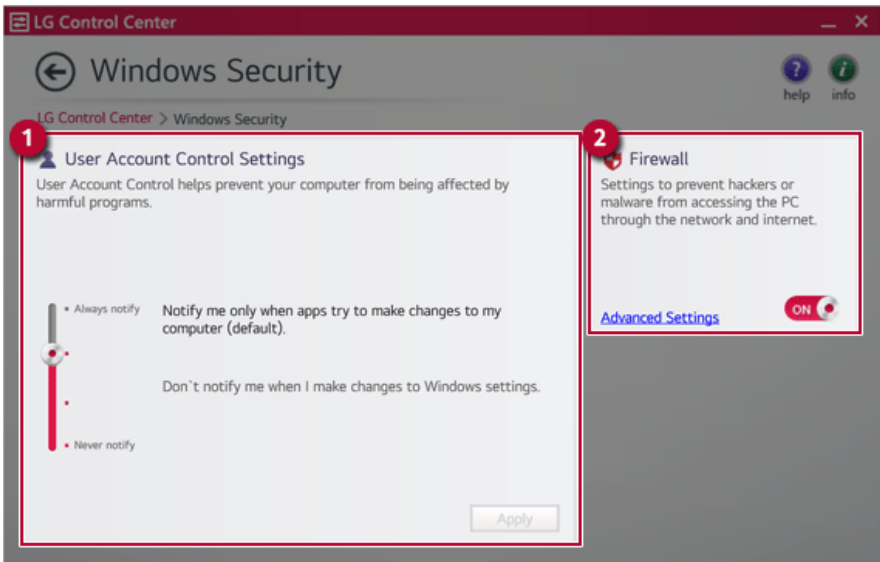 LG Control Center
Windows Security
? help
i info
LG Control Center > Windows Security
1
User Account Control Settings
User Account Control helps prevent your computer from being affected by
harmful programs.
Always notify
Notify me only when apps try to make changes to my
computer (default).
Don`t notify me when I make changes to Windows settings.
Never notify
Apply
2
Firewall
Settings to prevent hackers or
malware from accessing the PC
through the network and internet.
Advanced Settings
ON